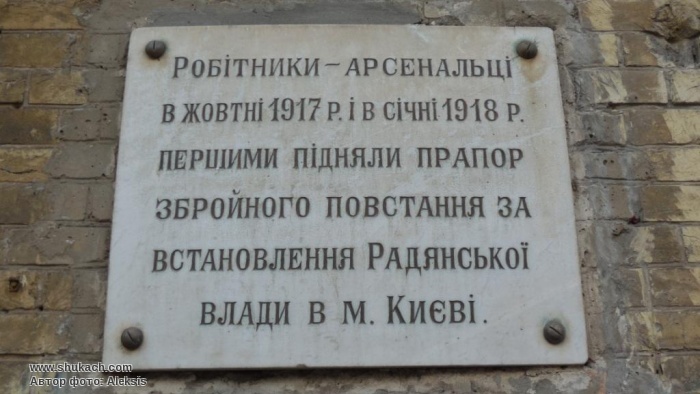 Робітники – арсенальці
в жовтні 1917 р. і в січні 1918 р.
першими підняли прапор
збройного повстання за
встановлення Радянської
влади в м. Києві.
www.shukach.com
Автор фото: Aleksis